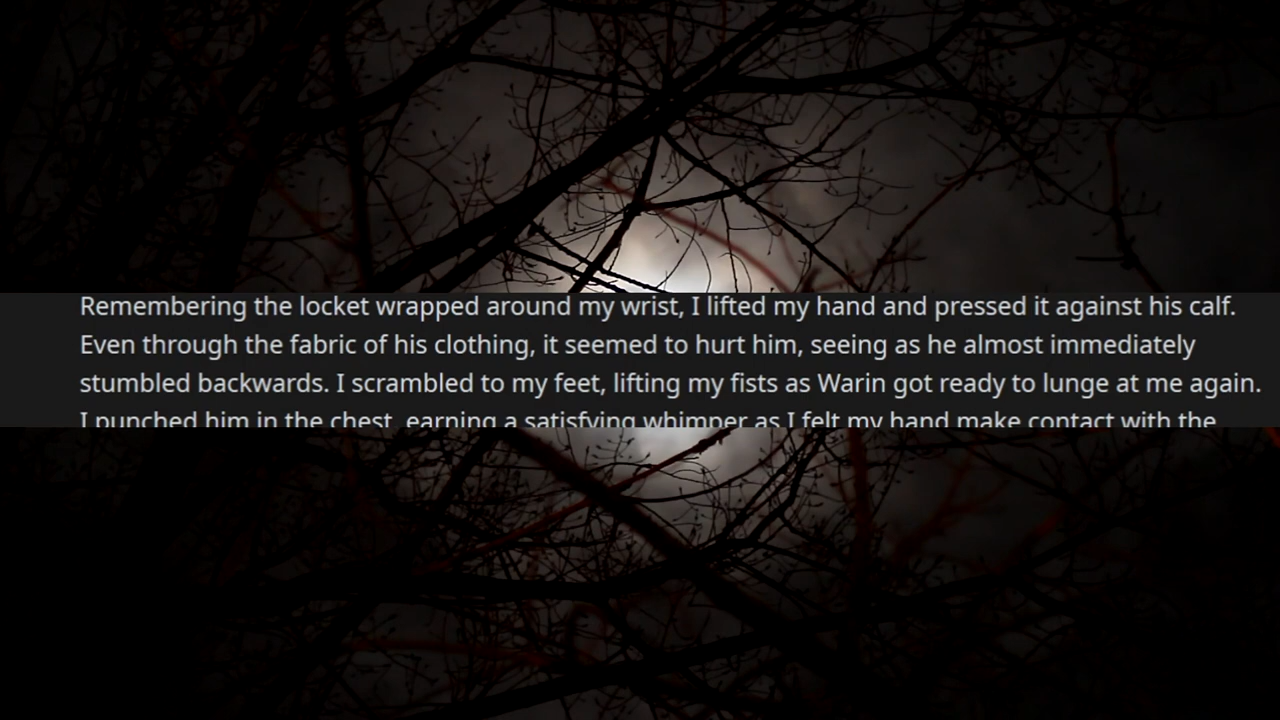 Remembering the locket wrapped around my wrist, I lifted my hand and pressed it against his calf.
Even through the fabric of his clothing, it seemed to hurt him, seeing as he almost immediately
stumbled backwards. I scrambled to my feet, lifting my fists as Warin got ready to lunge at me again.
I punched him in the chest, earning a satisfying whimper as I felt my hand make contact with the